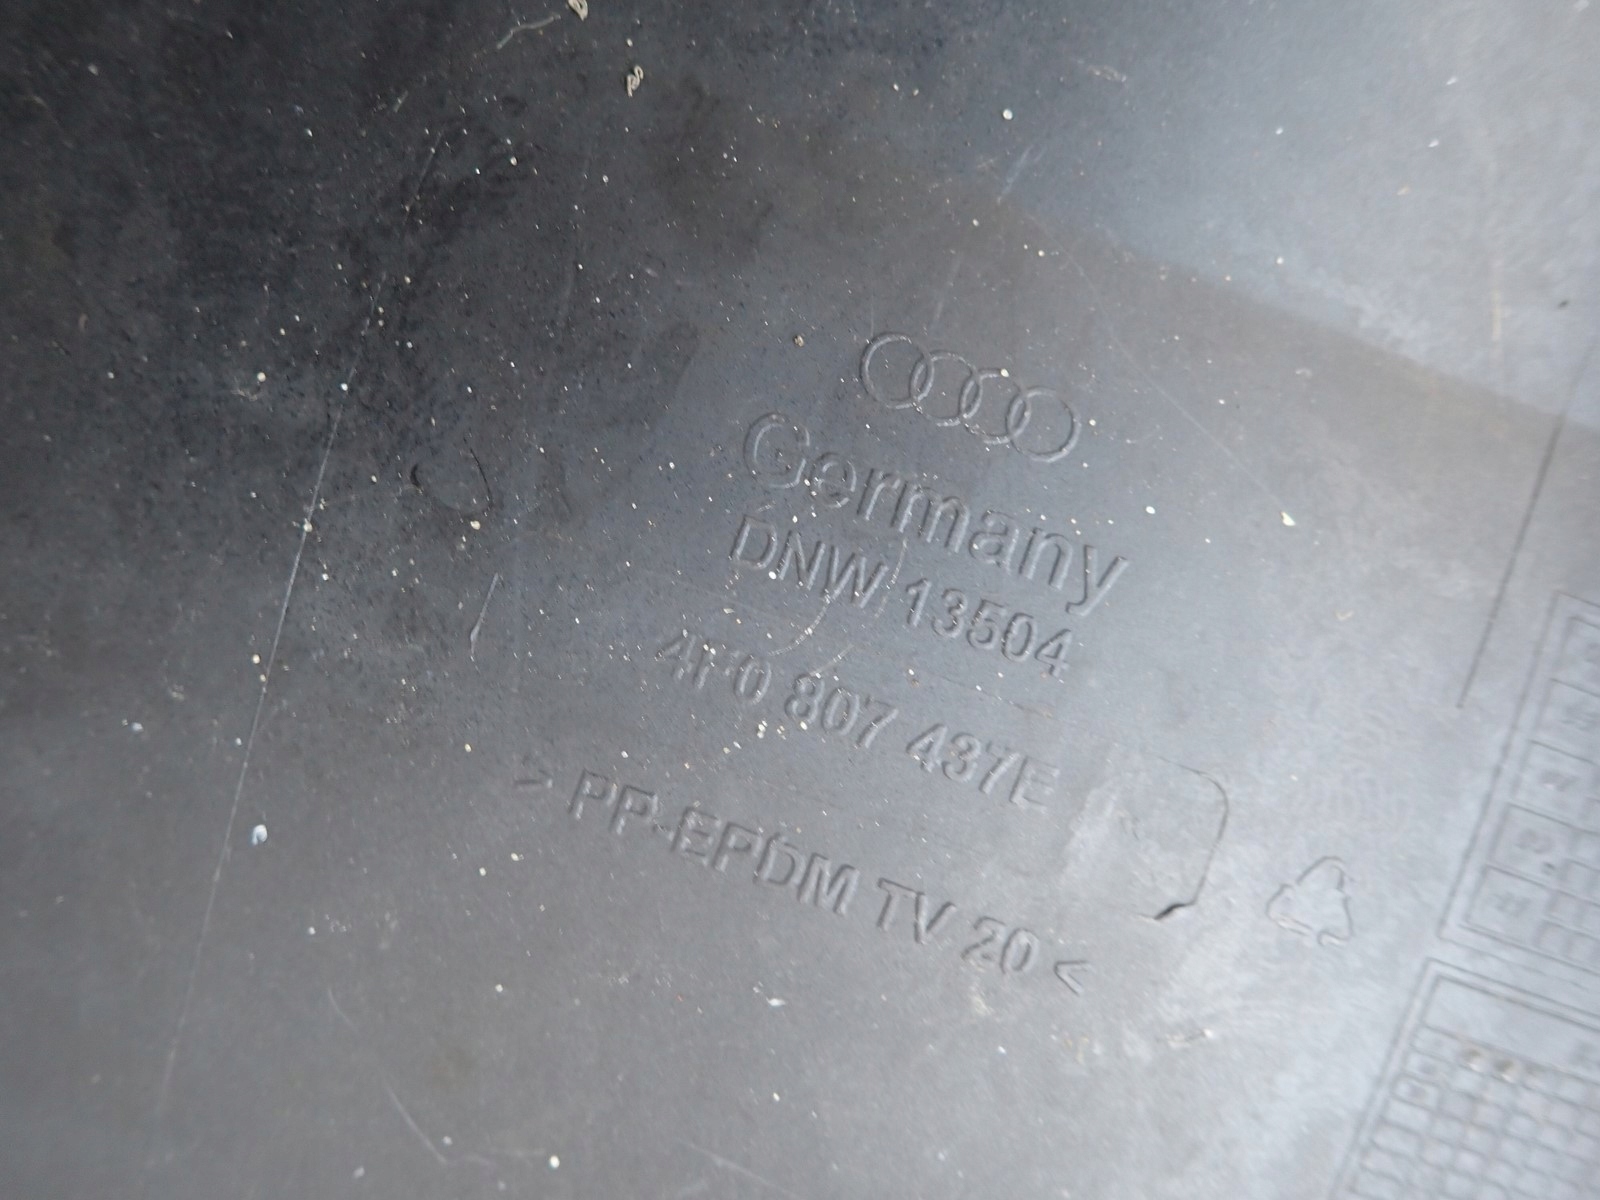 Germany
DNW 13504
4F0 807 437E
> PP-EPDM TV 20 <